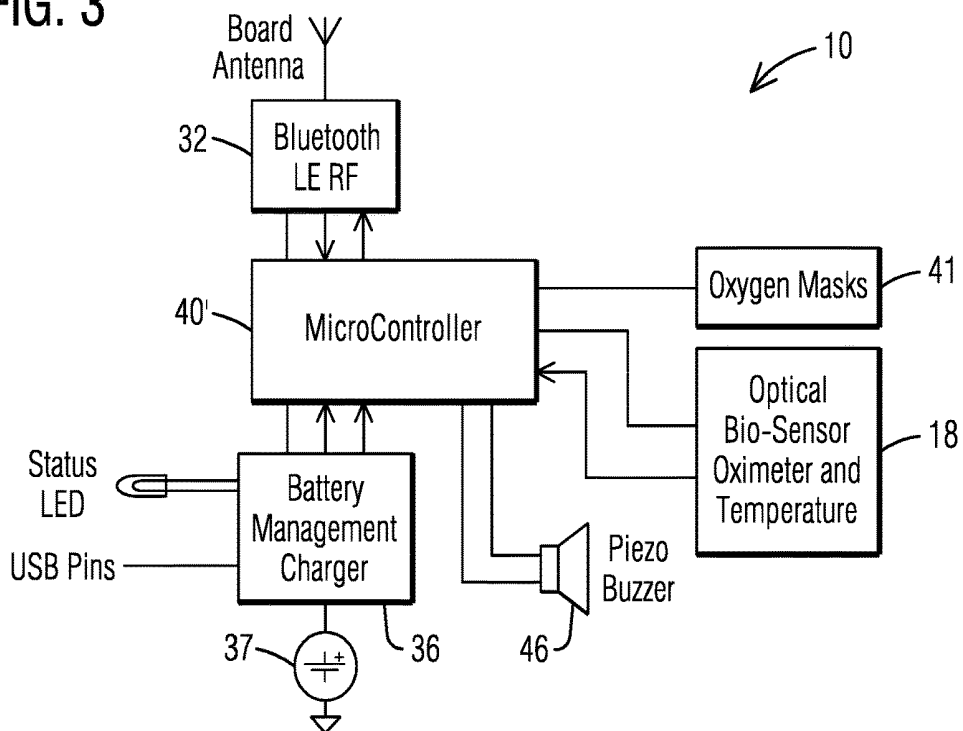 FIG. 3
Board
Antenna
10
32
Bluetooth
LE RF
Oxygen Masks
41
40'
MicroController
Optical
Bio-Sensor
Oximeter and
Temperature
18
Status
LED
Battery
Management
Charger
USB Pins
Piezo
Buzzer
37
+
36
46